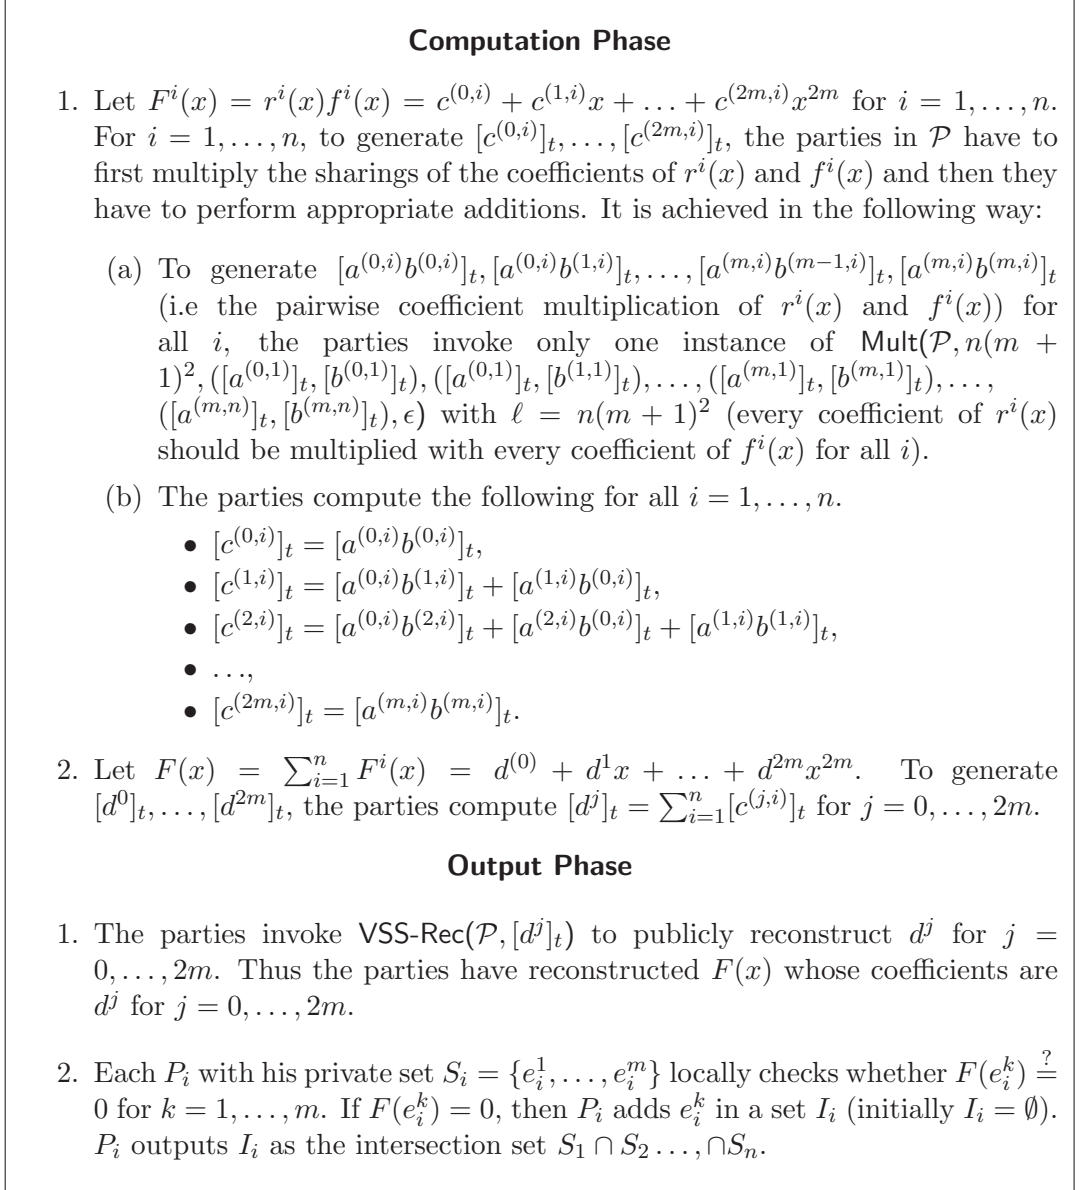 Computation Phase
1. Let F^i(x) = r^i(x)f^i(x) = c^{(0,i)} + c^{(1,i)}x + … + c^{(2m,i)}x^{2m} for i = 1, …, n.
For i = 1, …, n, to generate [c^{(0,i)}]_t, …, [c^{(2m,i)}]_t, the parties in 𝒫 have to
first multiply the sharings of the coefficients of r^i(x) and f^i(x) and then they
have to perform appropriate additions. It is achieved in the following way:
(a) To generate [a^{(0,i)}b^{(0,i)}]_t, [a^{(0,i)}b^{(1,i)}]_t, …, [a^{(m,i)}b^{(m−1,i)}]_t, [a^{(m,i)}b^{(m,i)}]_t
(i.e the pairwise coefficient multiplication of r^i(x) and f^i(x)) for
all i, the parties invoke only one instance of Mult(𝒫, n(m +
1)^2, ([a^{(0,1)}]_t, [b^{(0,1)}]_t), ([a^{(0,1)}]_t, [b^{(1,1)}]_t), …, ([a^{(m,1)}]_t, [b^{(m,1)}]_t), …,
([a^{(m,n)}]_t, [b^{(m,n)}]_t), ϵ) with ℓ = n(m + 1)^2 (every coefficient of r^i(x)
should be multiplied with every coefficient of f^i(x) for all i).
(b) The parties compute the following for all i = 1, …, n.
• [c^{(0,i)}]_t = [a^{(0,i)}b^{(0,i)}]_t,
• [c^{(1,i)}]_t = [a^{(0,i)}b^{(1,i)}]_t + [a^{(1,i)}b^{(0,i)}]_t,
• [c^{(2,i)}]_t = [a^{(0,i)}b^{(2,i)}]_t + [a^{(2,i)}b^{(0,i)}]_t + [a^{(1,i)}b^{(1,i)}]_t,
• …,
• [c^{(2m,i)}]_t = [a^{(m,i)}b^{(m,i)}]_t.
2. Let F(x) = ∑_{i=1}^n F^i(x) = d^{(0)} + d^1x + … + d^{2m}x^{2m}. To generate
[d^0]_t, …, [d^{2m}]_t, the parties compute [d^j]_t = ∑_{i=1}^n [c^{(j,i)}]_t for j = 0, …, 2m.
Output Phase
1. The parties invoke VSS-Rec(𝒫, [d^j]_t) to publicly reconstruct d^j for j =
0, …, 2m. Thus the parties have reconstructed F(x) whose coefficients are
d^j for j = 0, …, 2m.
2. Each P_i with his private set S_i = {e_i^1, …, e_i^m} locally checks whether F(e_i^k) ≟
0 for k = 1, …, m. If F(e_i^k) = 0, then P_i adds e_i^k in a set I_i (initially I_i = ∅).
P_i outputs I_i as the intersection set S_1 ∩ S_2 …, ∩S_n.